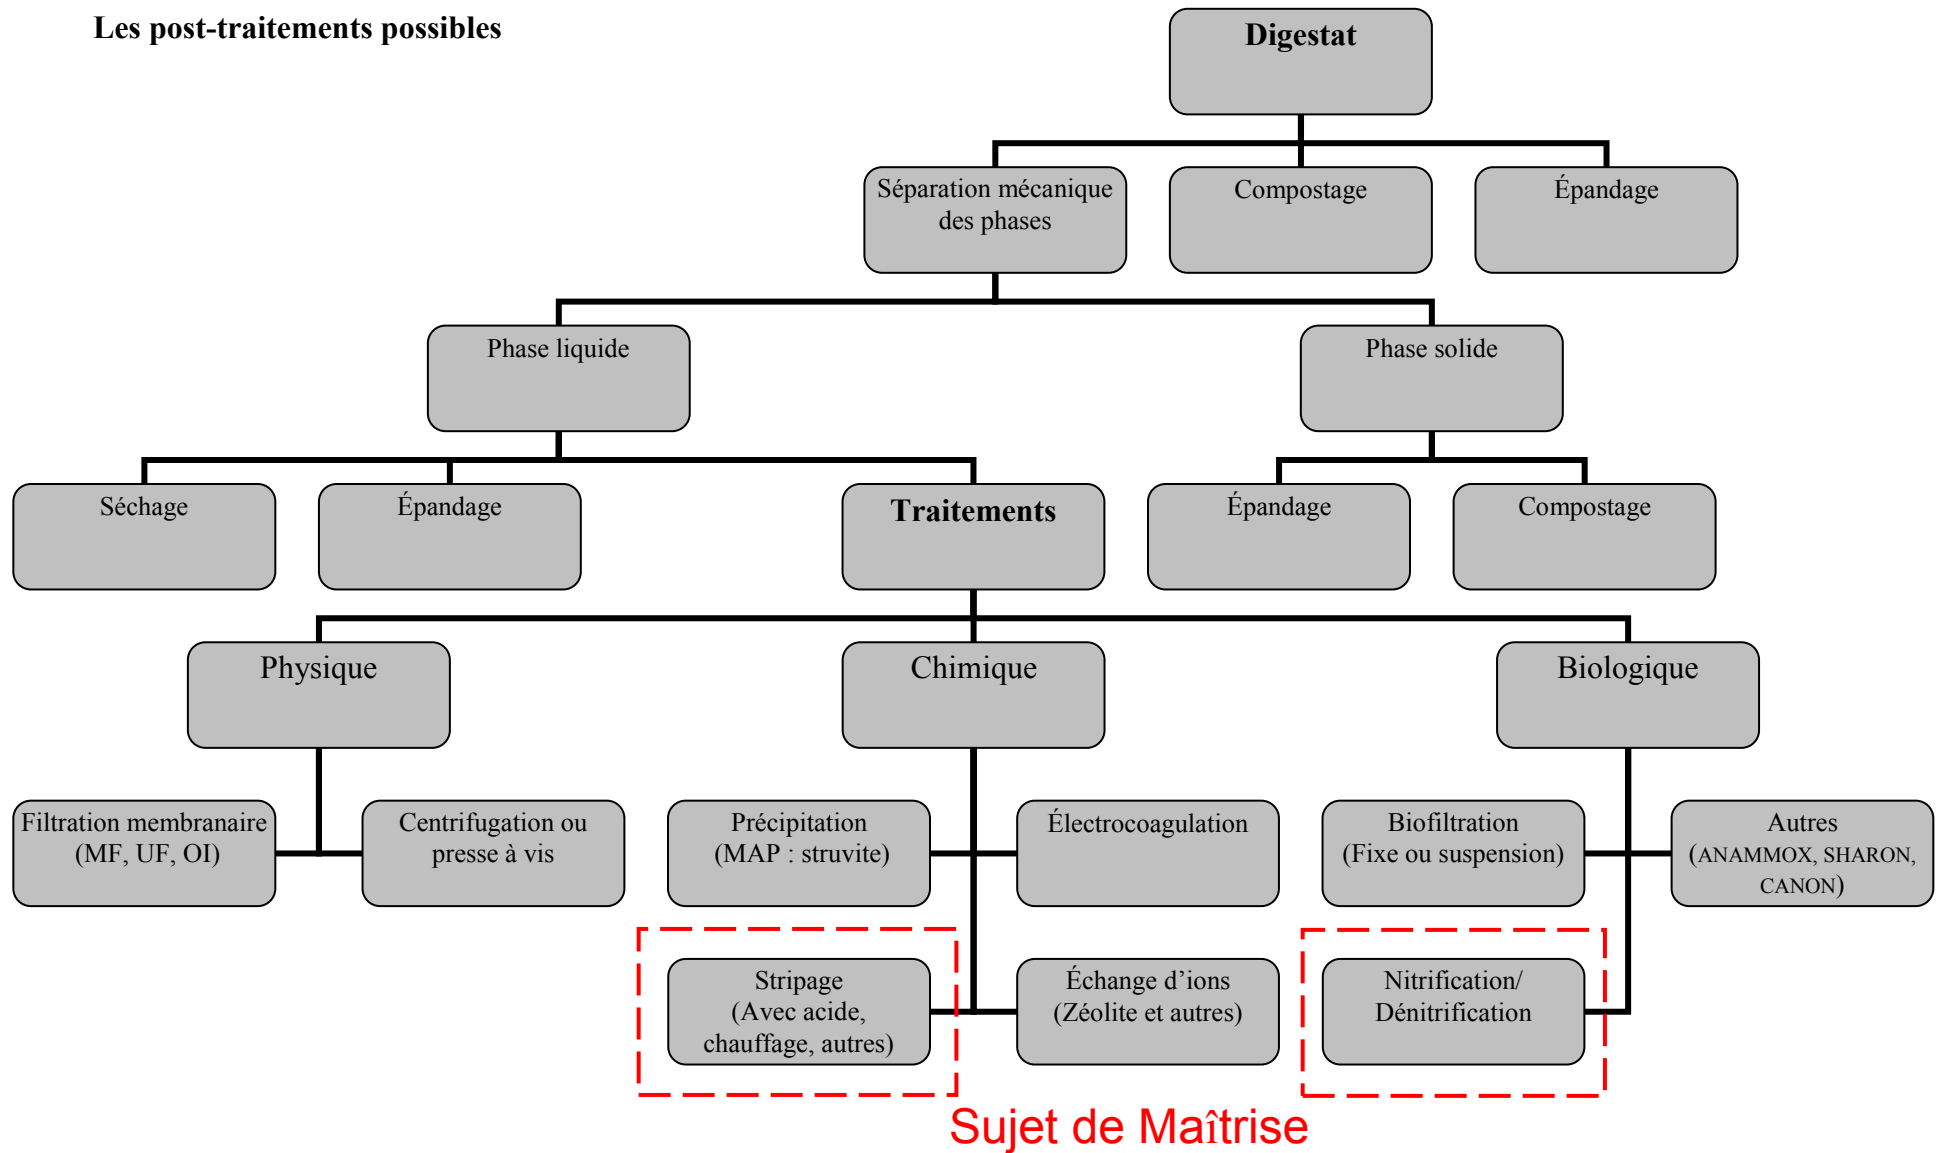 Les post-traitements possibles
Digestat
Séparation mécanique
des phases
Compostage
Épandage
Phase liquide
Phase solide
Séchage
Épandage
Traitements
Épandage
Compostage
Physique
Chimique
Biologique
Filtration membranaire
(MF, UF, OI)
Centrifugation ou
presse à vis
Précipitation
(MAP : struvite)
Électrocoagulation
Biofiltration
(Fixe ou suspension)
Autres
(ANAMMOX, SHARON,
CANON)
Stripage
(Avec acide,
chauffage, autres)
Échange d’ions
(Zéolite et autres)
Nitrification/
Dénitrification
Sujet de Maîtrise